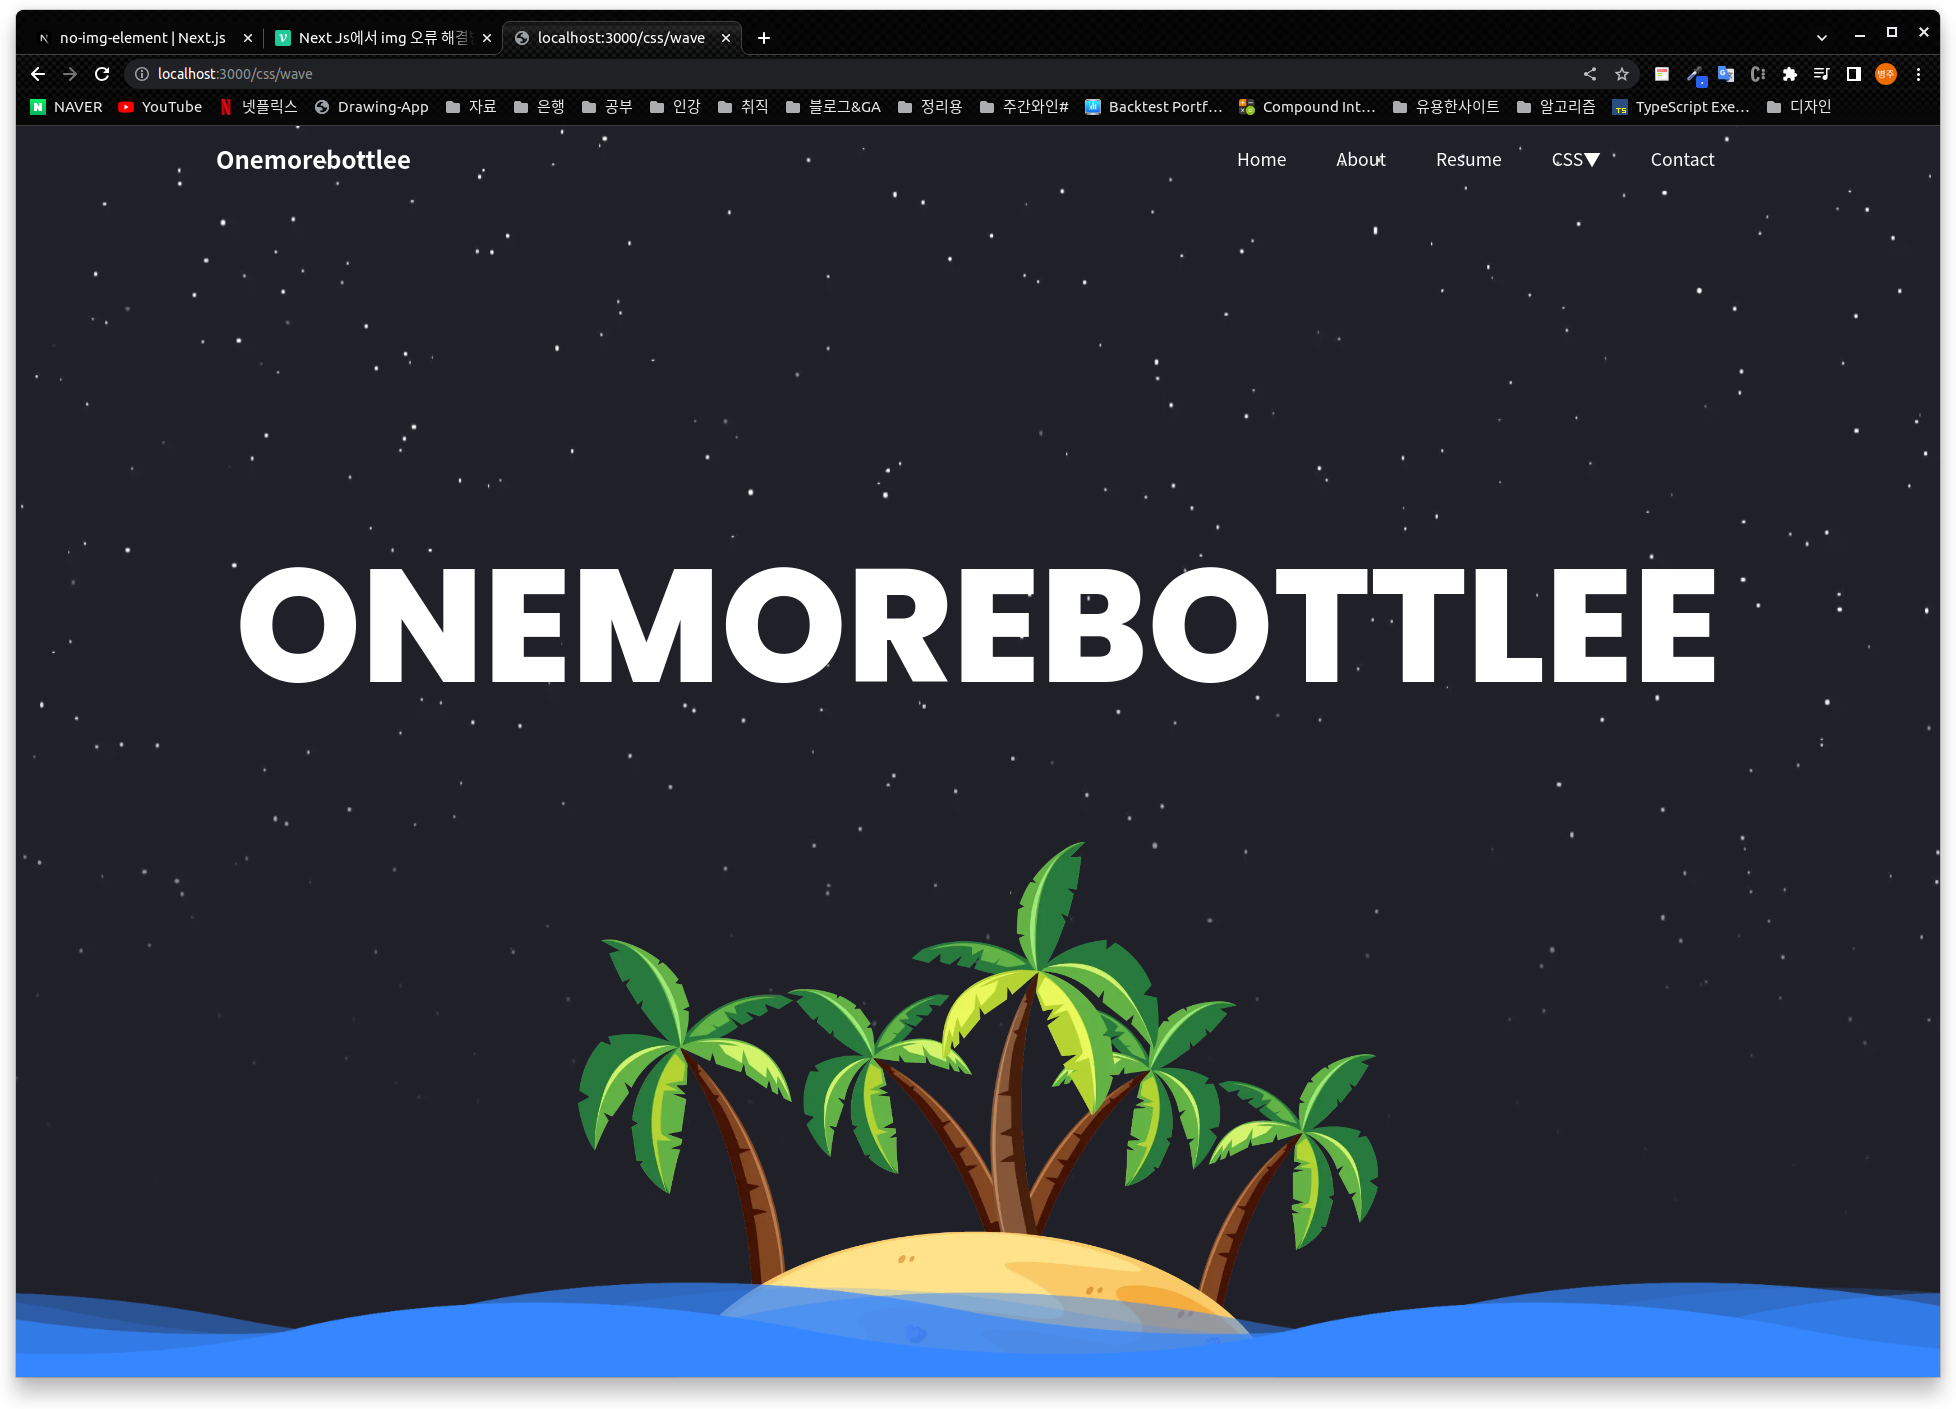 no-img-element | Next.js
Next Js에서 img 오류 해결
localhost:3000/css/wave
localhost:3000/css/wave
병주
NAVER YouTube 넷플릭스 Drawing-App 자료 은행 공부 인강 취직 블로그&GA 정리용 주간와인# Backtest Portf... Compound Int... 유용한사이트 알고리즘 TypeScript Exe... 디자인
Onemorebottlee Home About Resume CSS▼ Contact
ONEMOREBOTTLEE